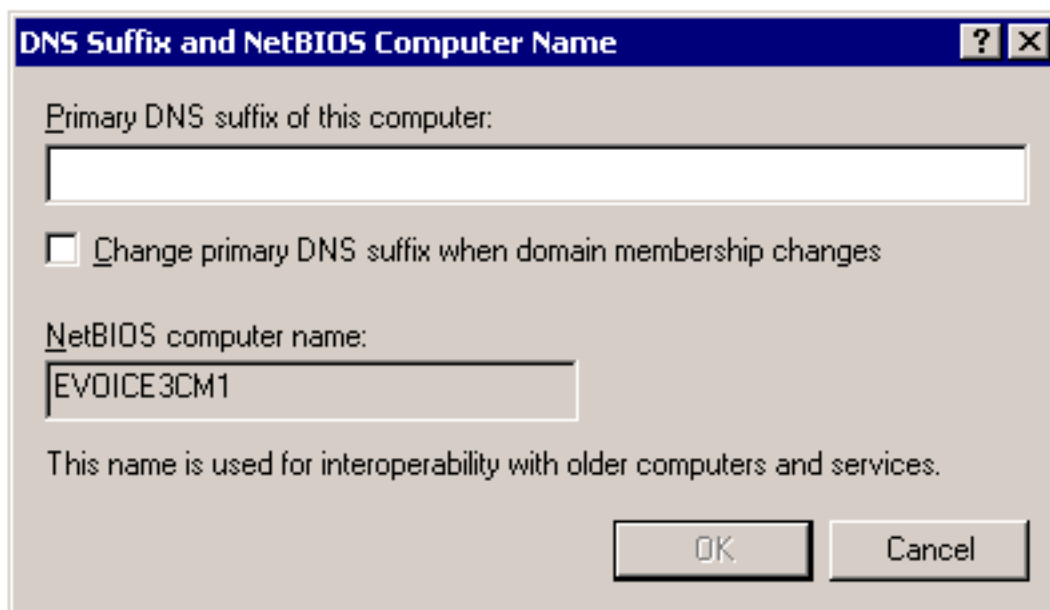 DNS Suffix and NetBIOS Computer Name
Primary DNS suffix of this computer:
Change primary DNS suffix when domain membership changes
NetBIOS computer name:
EVOICE3CM1
This name is used for interoperability with older computers and services.
OK Cancel